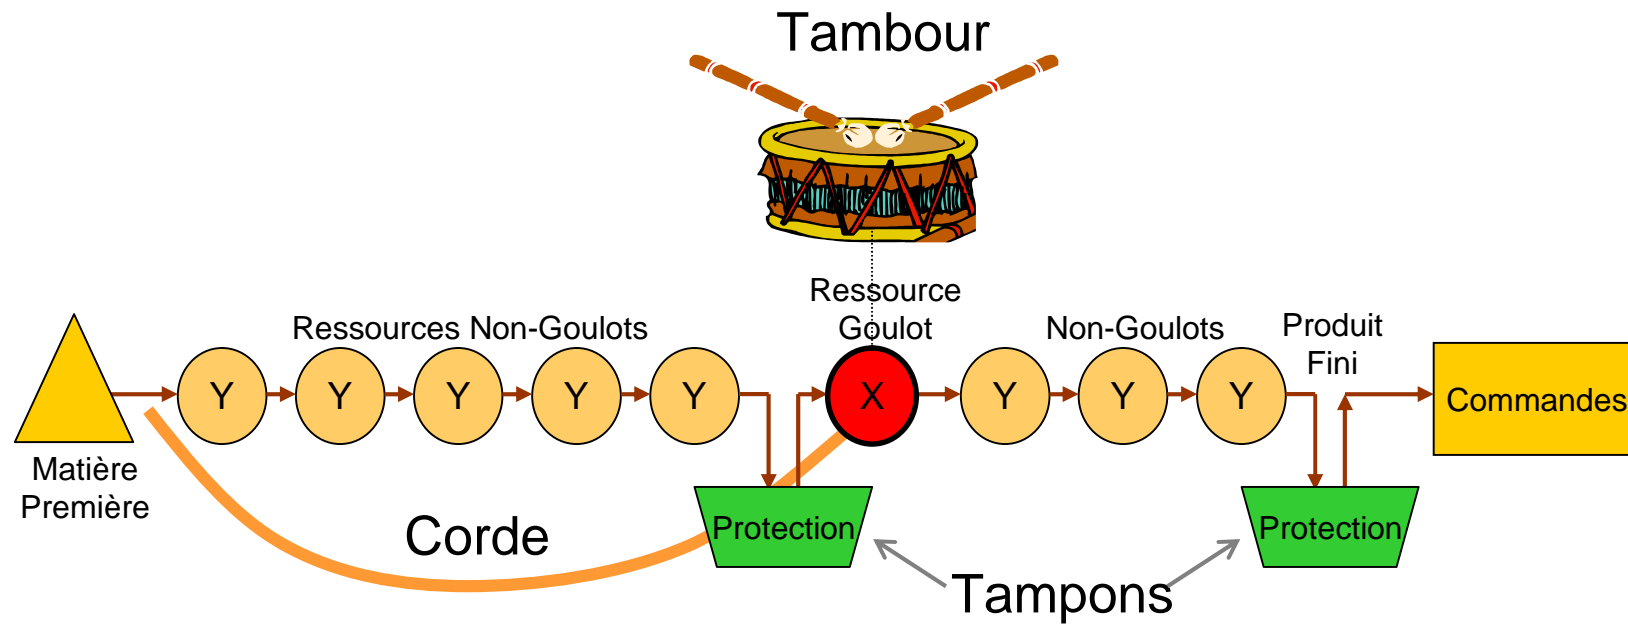 Tambour
Ressource
Goulot
Ressources Non-Goulots
Non-Goulots
Produit
Fini
Y
Y
Y
Y
Y
X
Y
Y
Y
Commandes
Matière
Première
Corde
Protection
Protection
Tampons